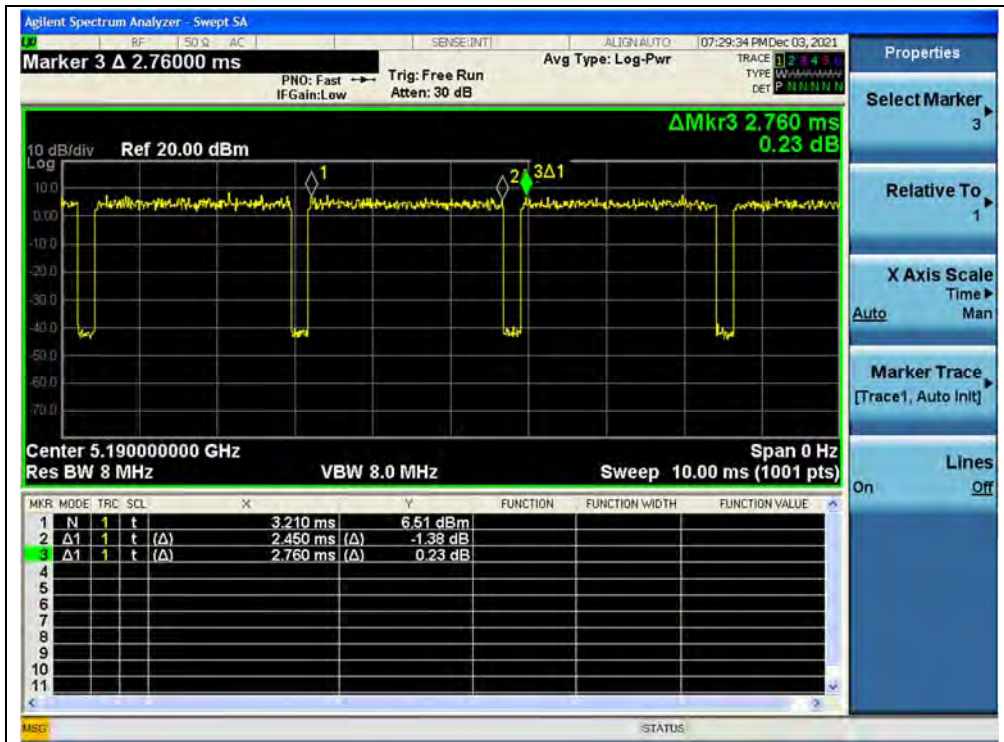 Agilent Spectrum Analyzer - Swept SA
LXI RF 50 Ω AC SENSE:INT ALIGN AUTO 07:29:34 PM Dec 03, 2021
Marker 3 Δ 2.76000 ms
PNO: Fast
IFGain:Low
Trig: Free Run
Atten: 30 dB
Avg Type: Log-Pwr
TRACE 1 2 3 4 5 6
TYPE W
DET P N N N N N
ΔMkr3 2.760 ms
0.23 dB
10 dB/div Ref 20.00 dBm
Log
10.0
0.00
-10.0
-20.0
-30.0
-40.0
-50.0
-60.0
-70.0
1
2
3Δ1
Center 5.190000000 GHz Span 0 Hz
Res BW 8 MHz VBW 8.0 MHz Sweep 10.00 ms (1001 pts)
MKR MODE TRC SCL X Y FUNCTION FUNCTION WIDTH FUNCTION VALUE
1 N 1 t 3.210 ms 6.51 dBm
2 Δ1 1 t (Δ) 2.450 ms (Δ) -1.38 dB
3 Δ1 1 t (Δ) 2.760 ms (Δ) 0.23 dB
4
5
6
7
8
9
10
11
MSG STATUS
Properties
Select Marker
3
Relative To
1
X Axis Scale
Time
Auto Man
Marker Trace
[Trace1, Auto Init]
Lines
On Off